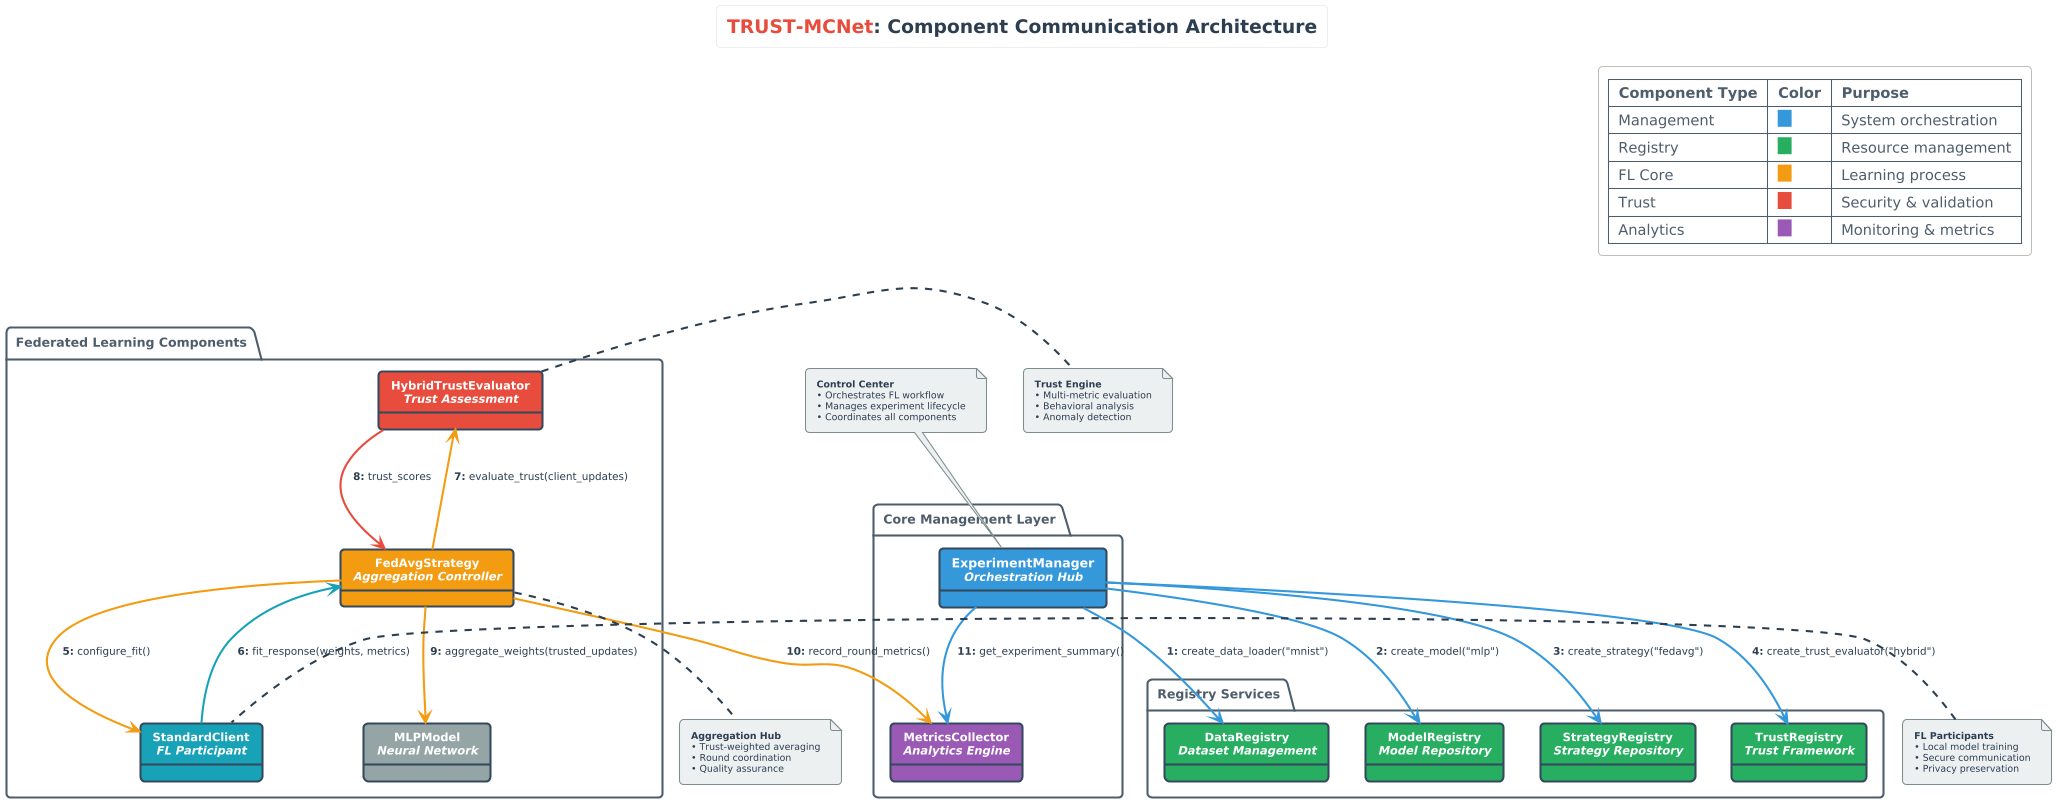 TRUST-MCNet: Component Communication Architecture
Component Type Color Purpose
Management System orchestration
Registry Resource management
FL Core Learning process
Trust Security & validation
Analytics Monitoring & metrics
Federated Learning Components
HybridTrustEvaluator
Trust Assessment
Control Center
• Orchestrates FL workflow
• Manages experiment lifecycle
• Coordinates all components
Trust Engine
• Multi-metric evaluation
• Behavioral analysis
• Anomaly detection
8: trust_scores
7: evaluate_trust(client_updates)
Core Management Layer
FedAvgStrategy
Aggregation Controller
ExperimentManager
Orchestration Hub
5: configure_fit()
6: fit_response(weights, metrics)
9: aggregate_weights(trusted_updates)
10: record_round_metrics()
11: get_experiment_summary()
1: create_data_loader("mnist")
2: create_model("mlp")
3: create_strategy("fedavg")
4: create_trust_evaluator("hybrid")
Registry Services
StandardClient
FL Participant
MLPModel
Neural Network
Aggregation Hub
• Trust-weighted averaging
• Round coordination
• Quality assurance
MetricsCollector
Analytics Engine
DataRegistry
Dataset Management
ModelRegistry
Model Repository
StrategyRegistry
Strategy Repository
TrustRegistry
Trust Framework
FL Participants
• Local model training
• Secure communication
• Privacy preservation